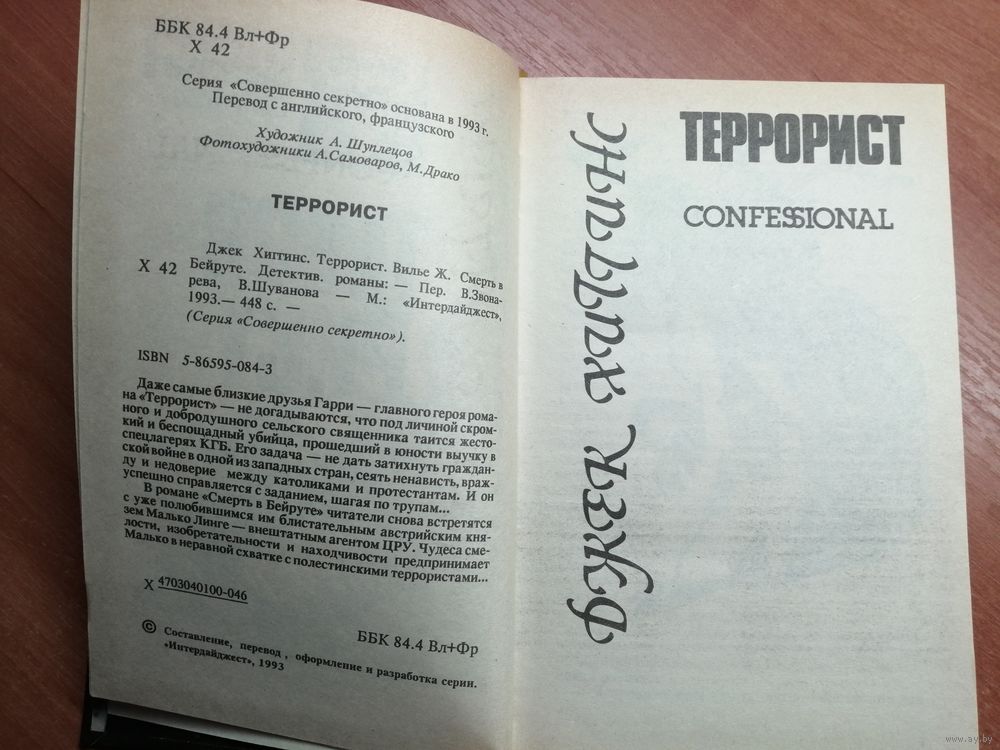 ББК 84.4 Вл+Фр
Х 42
Серия «Совершенно секретно» основана в 1993 г.
Перевод с английского, французского
Художник А. Шуплецов
Фотохудожники А.Самоваров, М.Драко
ТЕРРОРИСТ
Джек Хиггинс. Террорист. Вилье Ж. Смерть в
Х 42 Бейруте. Детектив. романы: — Пер. В.Звона-
рева, В.Шуванова — М.: «Интердайджест»,
1993.— 448 с. —
(Серия «Совершенно секретно»).
ISBN 5-86595-084-3
Даже самые близкие друзья Гарри — главного героя рома-
на «Террорист» — не догадываются, что под личиной скром-
ного и добродушного сельского священника таится жесто-
кий и беспощадный убийца, прошедший в юности выучку в
спецлагерях КГБ. Его задача — не дать затихнуть граждан-
ской войне в одной из западных стран, сеять ненависть, враж-
ду и недоверие между католиками и протестантам. И он
успешно справляется с заданием, шагая по трупам...
В романе «Смерть в Бейруте» читатели снова встретятся
с уже полюбившимся им блистательным австрийским кня-
зем Малько Линге — внештатным агентом ЦРУ. Чудеса сме-
лости, изобретательности и находчивости предпринимает
Малько в неравной схватке с полестинскими террористами...
Х 4703040100-046
ББК 84.4 Вл+Фр
© Составление, перевод, оформление и разработка серии.
«Интердайджест», 1993
джек хиггинс
ТЕРРОРИСТ
CONFESSIONAL
www.ay.by